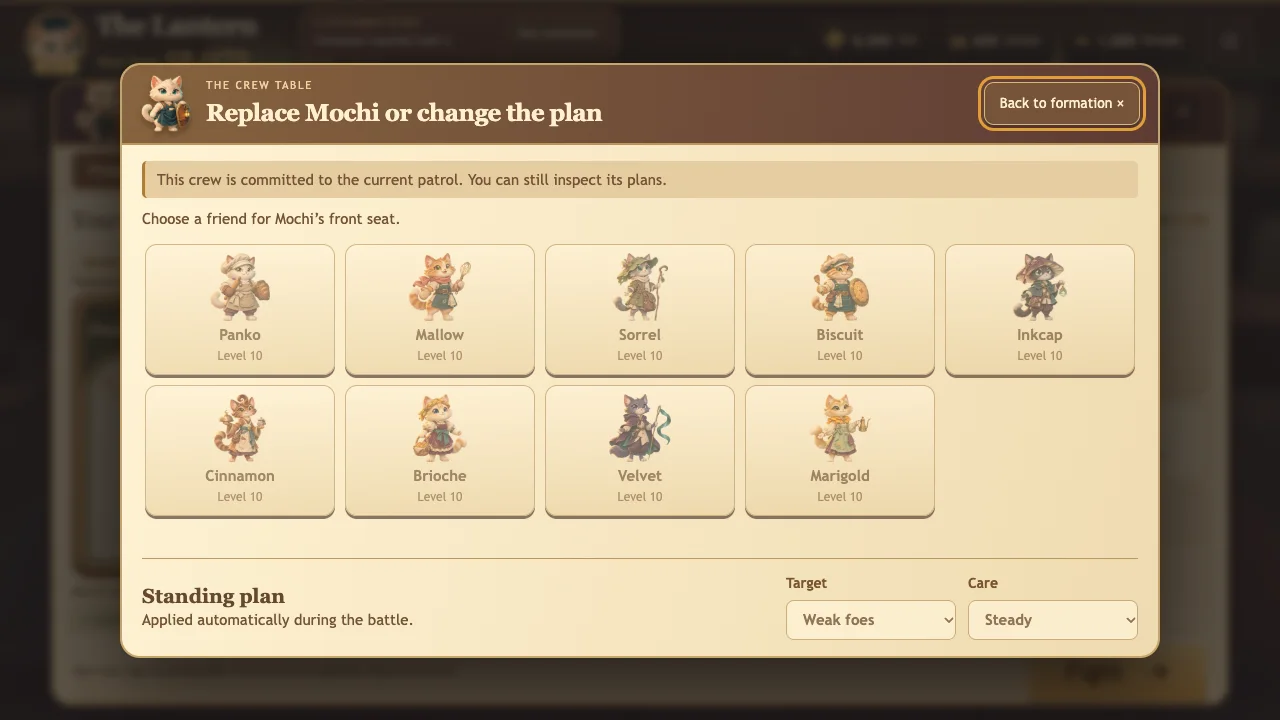 The Lantern
THE CREW TABLE
Replace Mochi or change the plan
Back to formation ×
This crew is committed to the current patrol. You can still inspect its plans.
Choose a friend for Mochi’s front seat.
Panko
Level 10
Mallow
Level 10
Sorrel
Level 10
Biscuit
Level 10
Inkcap
Level 10
Cinnamon
Level 10
Brioche
Level 10
Velvet
Level 10
Marigold
Level 10
Standing plan
Applied automatically during the battle.
Target
Weak foes
Care
Steady